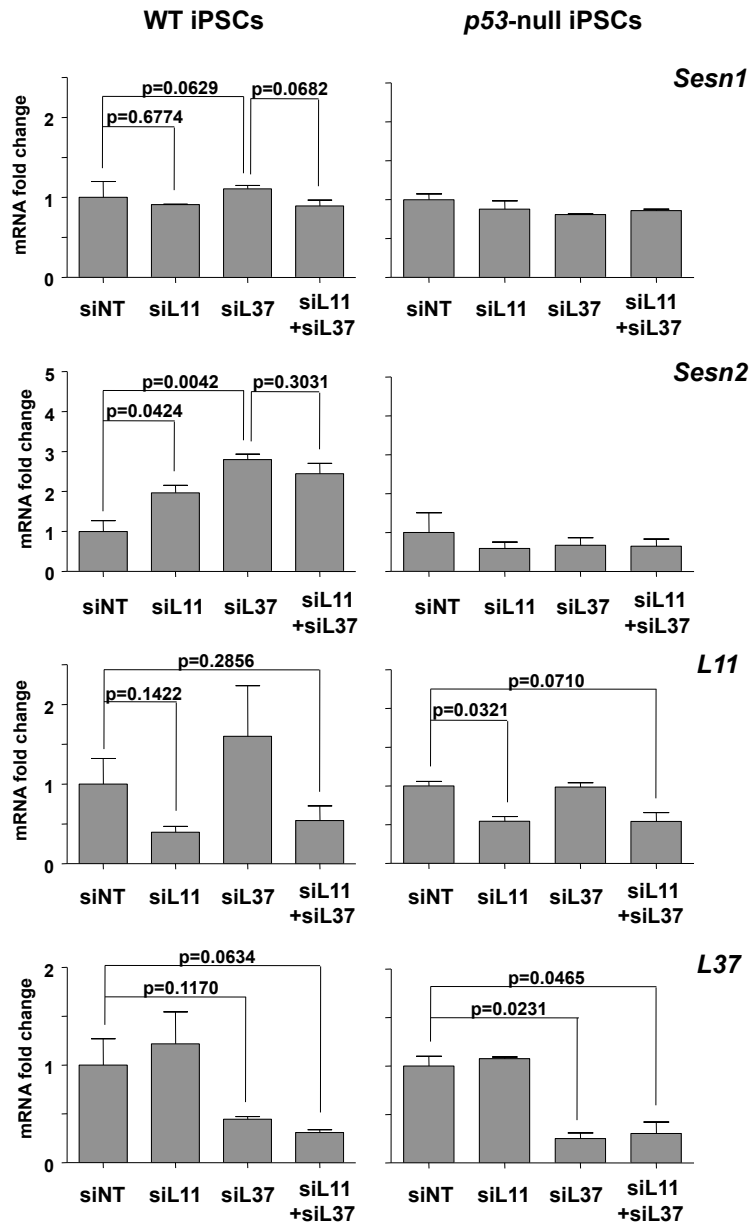 WT iPSCs
p53-null iPSCs
Sesn1
mRNA fold change
2
1
0
p=0.0629
p=0.0682
p=0.6774
siNT
siL11
siL37
siL11
+siL37
siNT
siL11
siL37
siL11
+siL37
Sesn2
mRNA fold change
5
4
3
2
1
0
p=0.0042
p=0.3031
p=0.0424
siNT
siL11
siL37
siL11
+siL37
siNT
siL11
siL37
siL11
+siL37
L11
mRNA fold change
2
1
0
p=0.2856
p=0.1422
p=0.0710
p=0.0321
siNT
siL11
siL37
siL11
+siL37
siNT
siL11
siL37
siL11
+siL37
L37
mRNA fold change
2
1
0
p=0.0634
p=0.1170
p=0.0465
p=0.0231
siNT
siL11
siL37
siL11
+siL37
siNT
siL11
siL37
siL11
+siL37